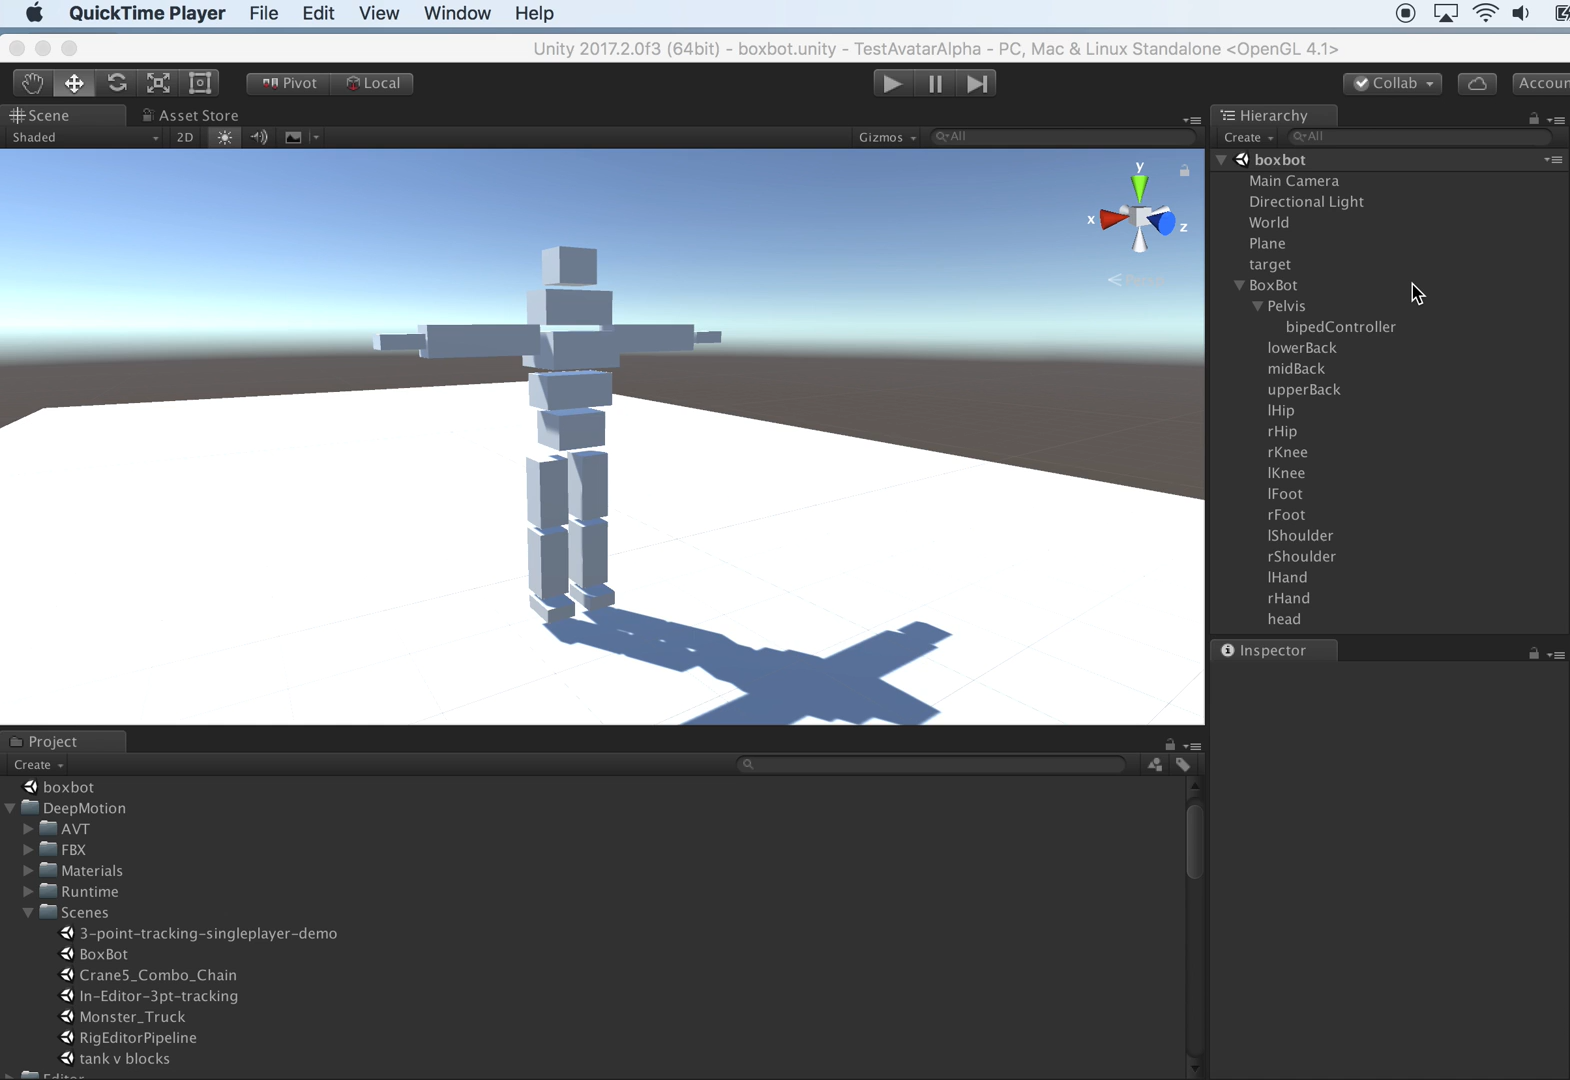 QuickTime Player File Edit View Window Help
Unity 2017.2.0f3 (64bit) - boxbot.unity - TestAvatarAlpha - PC, Mac & Linux Standalone <OpenGL 4.1>
Pivot Local Collab Accoun
Scene Asset Store
Shaded 2D Gizmos All
y
x
z
Hierarchy
Create All
boxbot
Main Camera
Directional Light
World
Plane
target
BoxBot
Pelvis
bipedController
lowerBack
midBack
upperBack
lHip
rHip
rKnee
lKnee
lFoot
rFoot
lShoulder
rShoulder
lHand
rHand
head
Inspector
Project
Create
boxbot
DeepMotion
AVT
FBX
Materials
Runtime
Scenes
3-point-tracking-singleplayer-demo
BoxBot
Crane5_Combo_Chain
In-Editor-3pt-tracking
Monster_Truck
RigEditorPipeline
tank v blocks
Editor